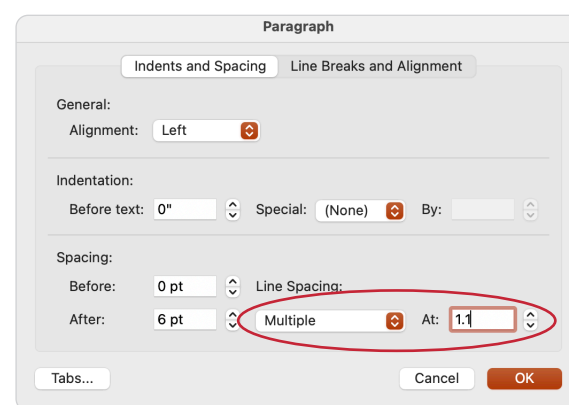 Paragraph
Indents and Spacing Line Breaks and Alignment
General:
Alignment: Left
Indentation:
Before text: 0" Special: (None) By:
Spacing:
Before: 0 pt Line Spacing:
After: 6 pt Multiple At: 1.1
Tabs... Cancel OK